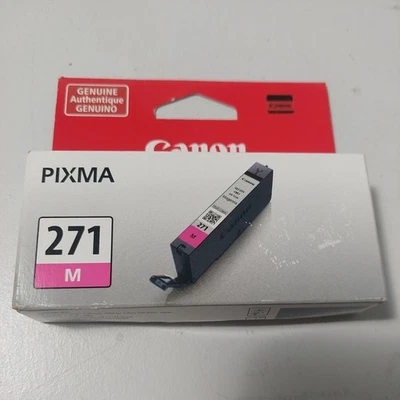 GENUINE
Authentique
GENUINO
Canon
PIXMA
271
M
271
M